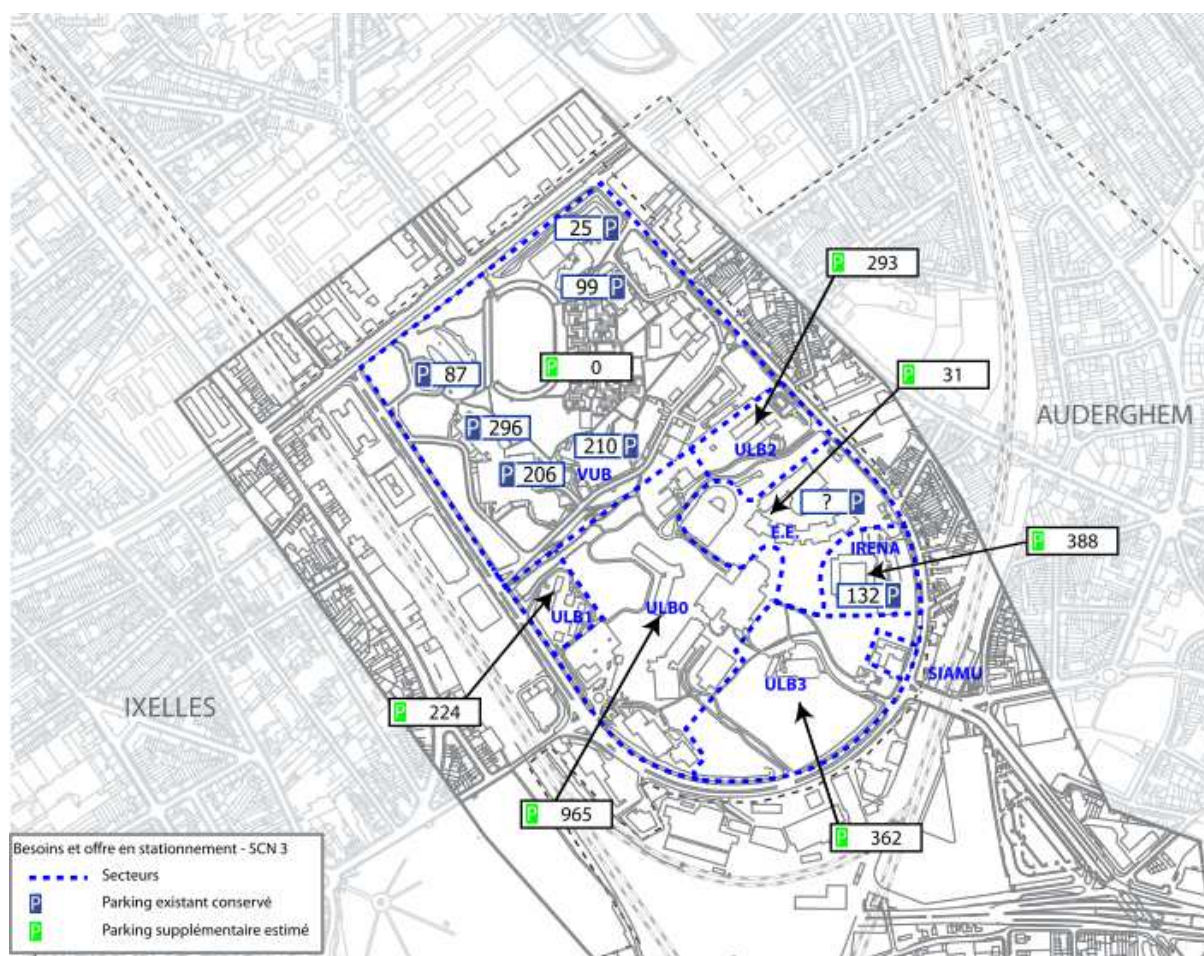 25 P
P 293
99 P
P 0
P 31
P 87
AUDERGHEM
P 296
210 P
ULB2
P 206
VUB
? P
E.E.
IRENA
P 388
132 P
ULB1
ULB0
ULB3
SIAMU
IXELLES
P 224
P 965
P 362
Besoins et offre en stationnement - SCN 3
Secteurs
P Parking existant conservé
P Parking supplémentaire estimé